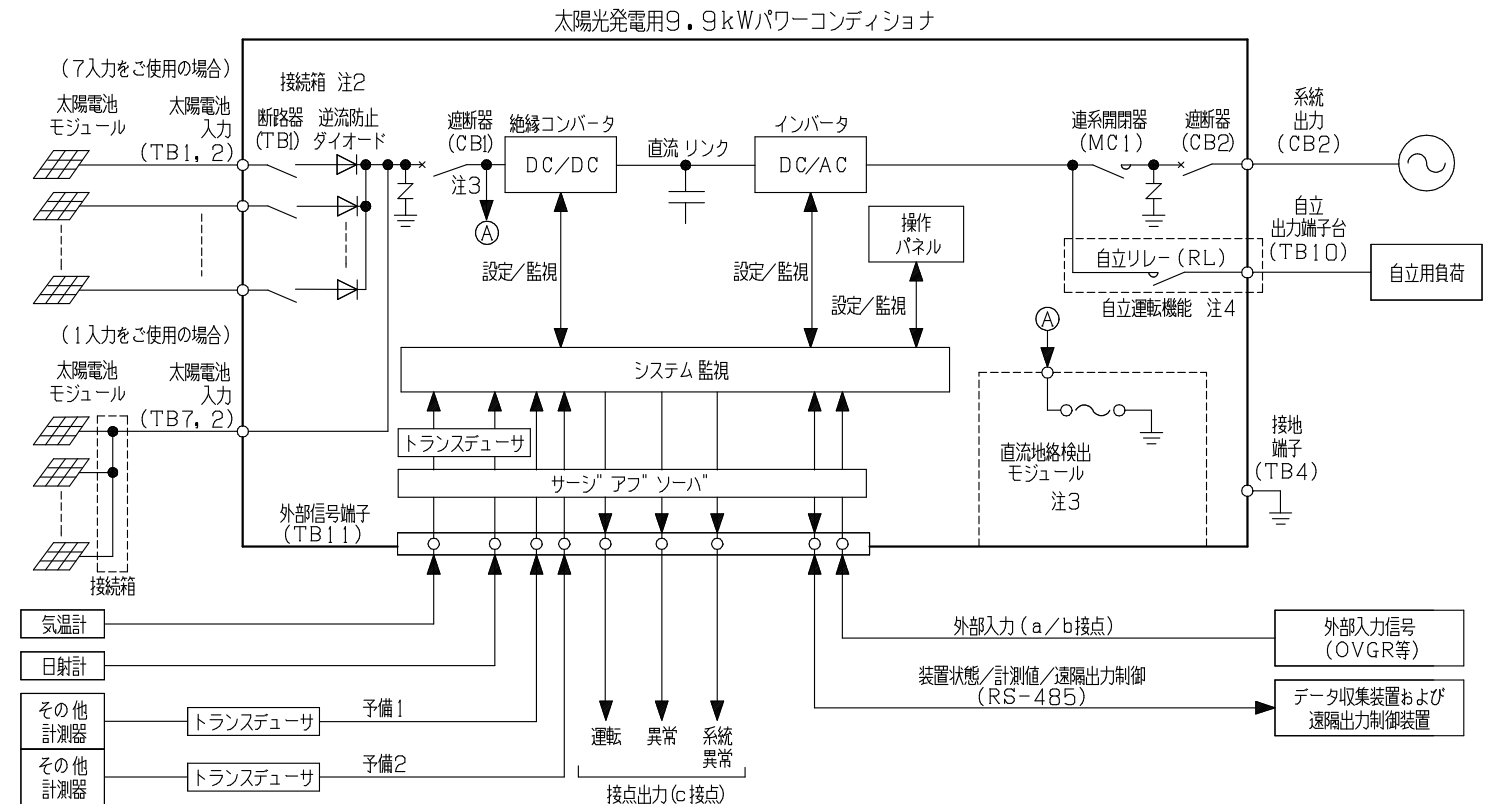 太陽光発電用9.9kWパワーコンディショナ
(7入力をご使用の場合)
太陽電池
モジュール
太陽電池
入力
(TB1, 2)
接続箱 注2
断路器
(TB1)
逆流防止
ダイオード
遮断器
(CB1)
注3
絶縁コンバータ
DC/DC
直流リンク
インバータ
DC/AC
連系開閉器
(MC1)
遮断器
(CB2)
系統
出力
(CB2)
A
操作
パネル
自立
出力端子台
(TB10)
自立リレー(RL)
自立用負荷
設定/監視
設定/監視
設定/監視
自立運転機能 注4
A
(1入力をご使用の場合)
太陽電池
モジュール
太陽電池
入力
(TB7, 2)
システム監視
トランスデューサ
サージアブソーバ
直流地絡検出
モジュール
注3
接地
端子
(TB4)
外部信号端子
(TB11)
接続箱
気温計
日射計
その他
計測器
トランスデューサ
予備1
その他
計測器
トランスデューサ
予備2
運転
異常
系統
異常
接点出力(c接点)
外部入力(a/b接点)
外部入力信号
(OVGR等)
装置状態/計測値/遠隔出力制御
(RS-485)
データ収集装置および
遠隔出力制御装置